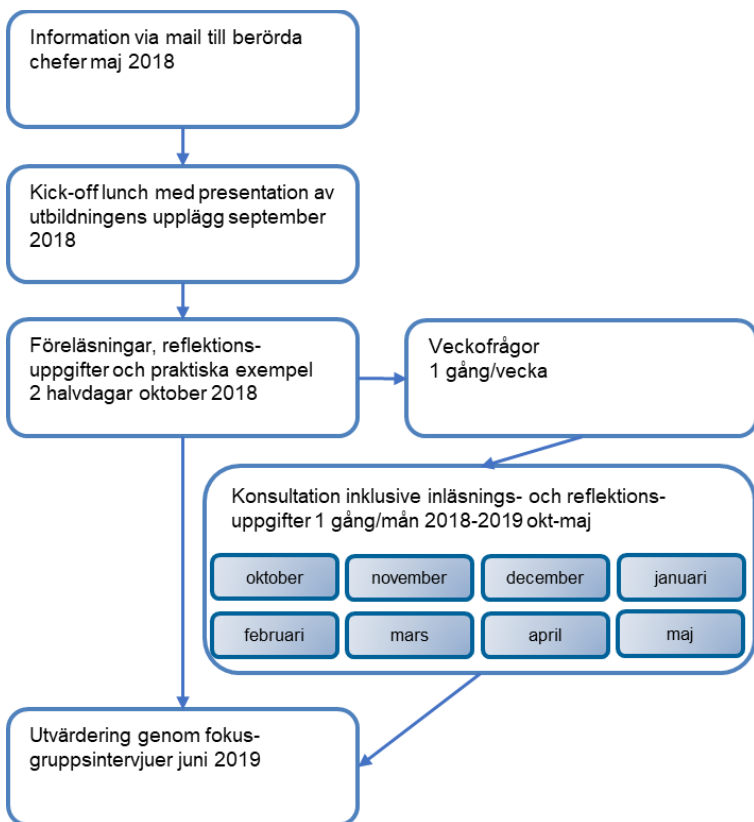 Information via mail till berörda
chefer maj 2018
Kick-off lunch med presentation av
utbildningens upplägg september
2018
Föreläsningar, reflektions-
uppgifter och praktiska exempel
2 halvdagar oktober 2018
Veckofrågor
1 gång/vecka
Konsultation inklusive inläsnings- och reflektions-
uppgifter 1 gång/mån 2018-2019 okt-maj
oktober
november
december
januari
februari
mars
april
maj
Utvärdering genom fokus-
gruppsintervjuer juni 2019